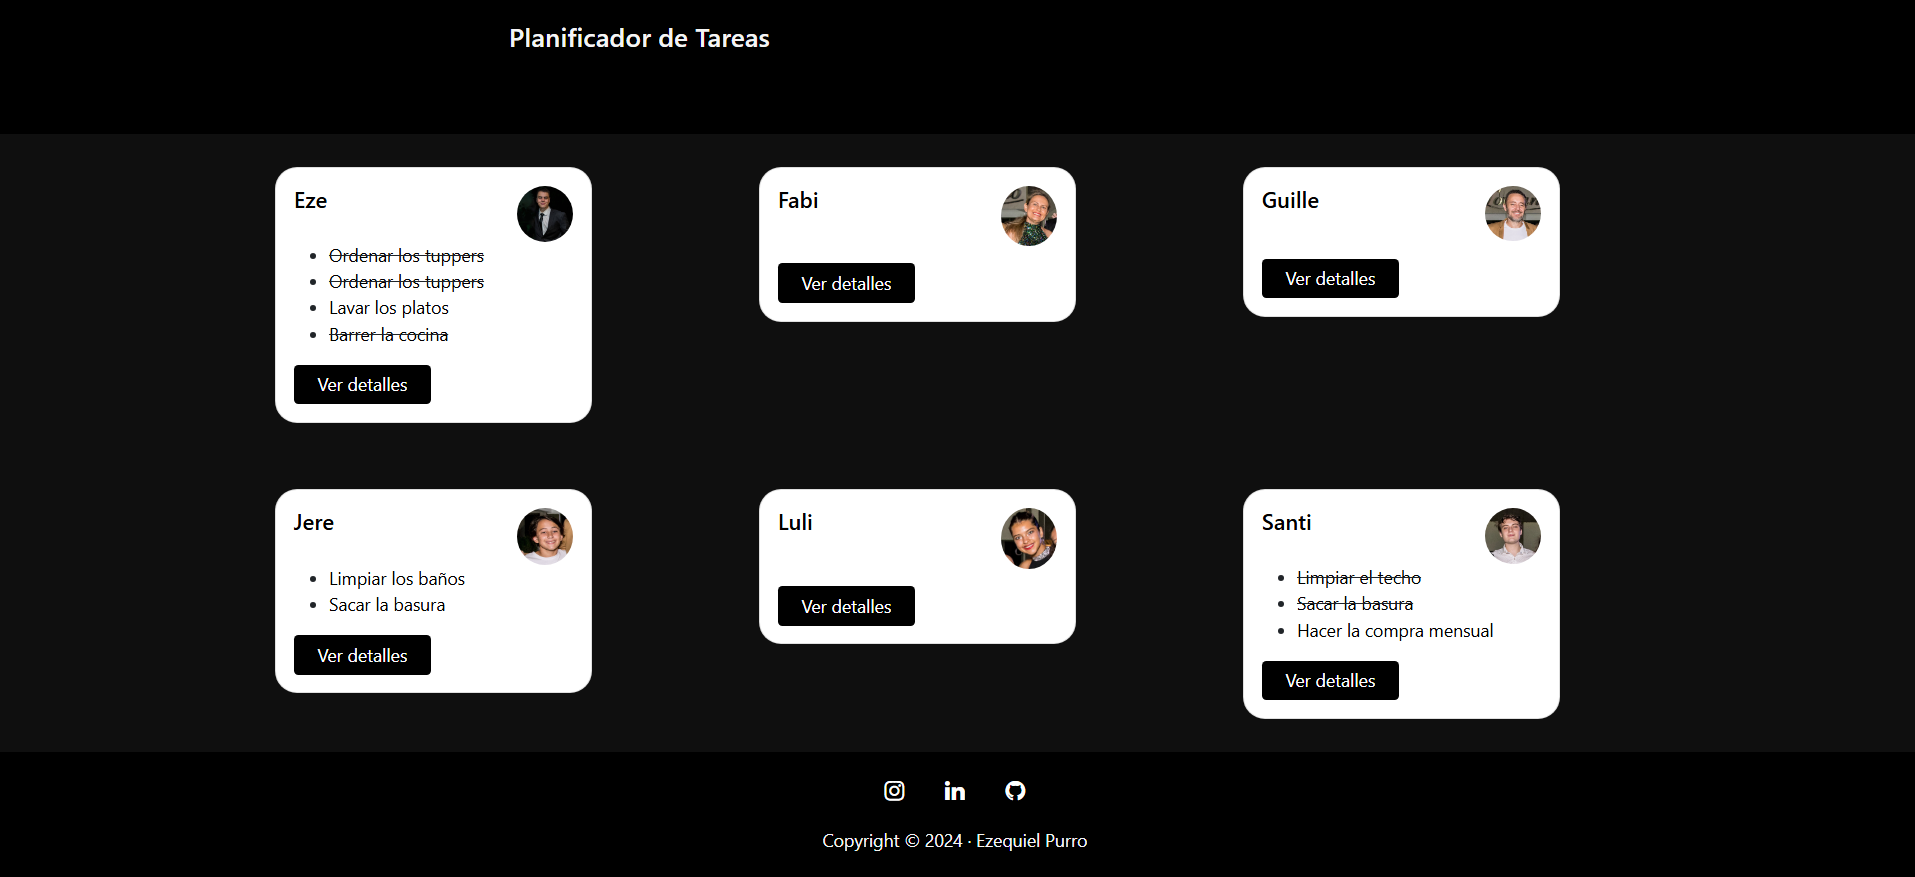 Planificador de Tareas
Eze
Ordenar los tuppers
Ordenar los tuppers
Lavar los platos
Barrer la cocina
Ver detalles
Fabi
Ver detalles
Guille
Ver detalles
Jere
Limpiar los baños
Sacar la basura
Ver detalles
Luli
Ver detalles
Santi
Limpiar el techo
Sacar la basura
Hacer la compra mensual
Ver detalles
Copyright © 2024 · Ezequiel Purro